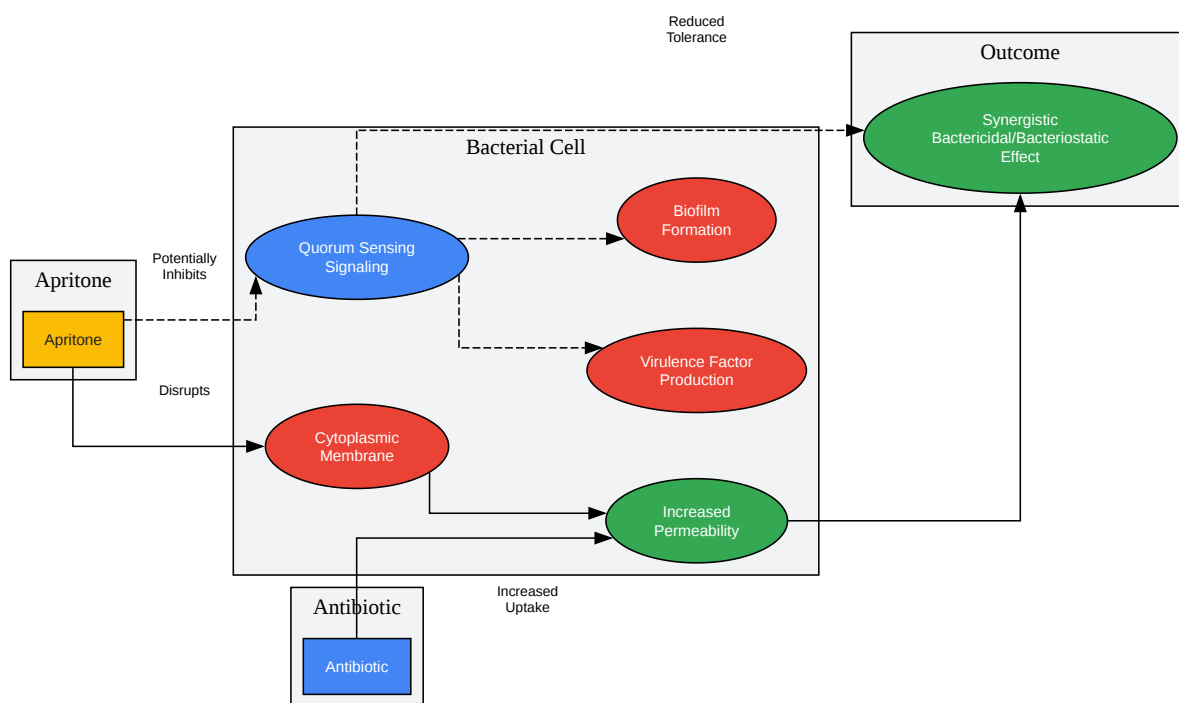 Reduced
Tolerance
Outcome
Synergistic
Bactericidal/Bacteriostatic
Effect
Bacterial Cell
Biofilm
Formation
Quorum Sensing
Signaling
Potentially
Inhibits
Apritone
Apritone
Virulence Factor
Production
Disrupts
Cytoplasmic
Membrane
Increased
Permeability
Increased
Uptake
Antibiotic
Antibiotic